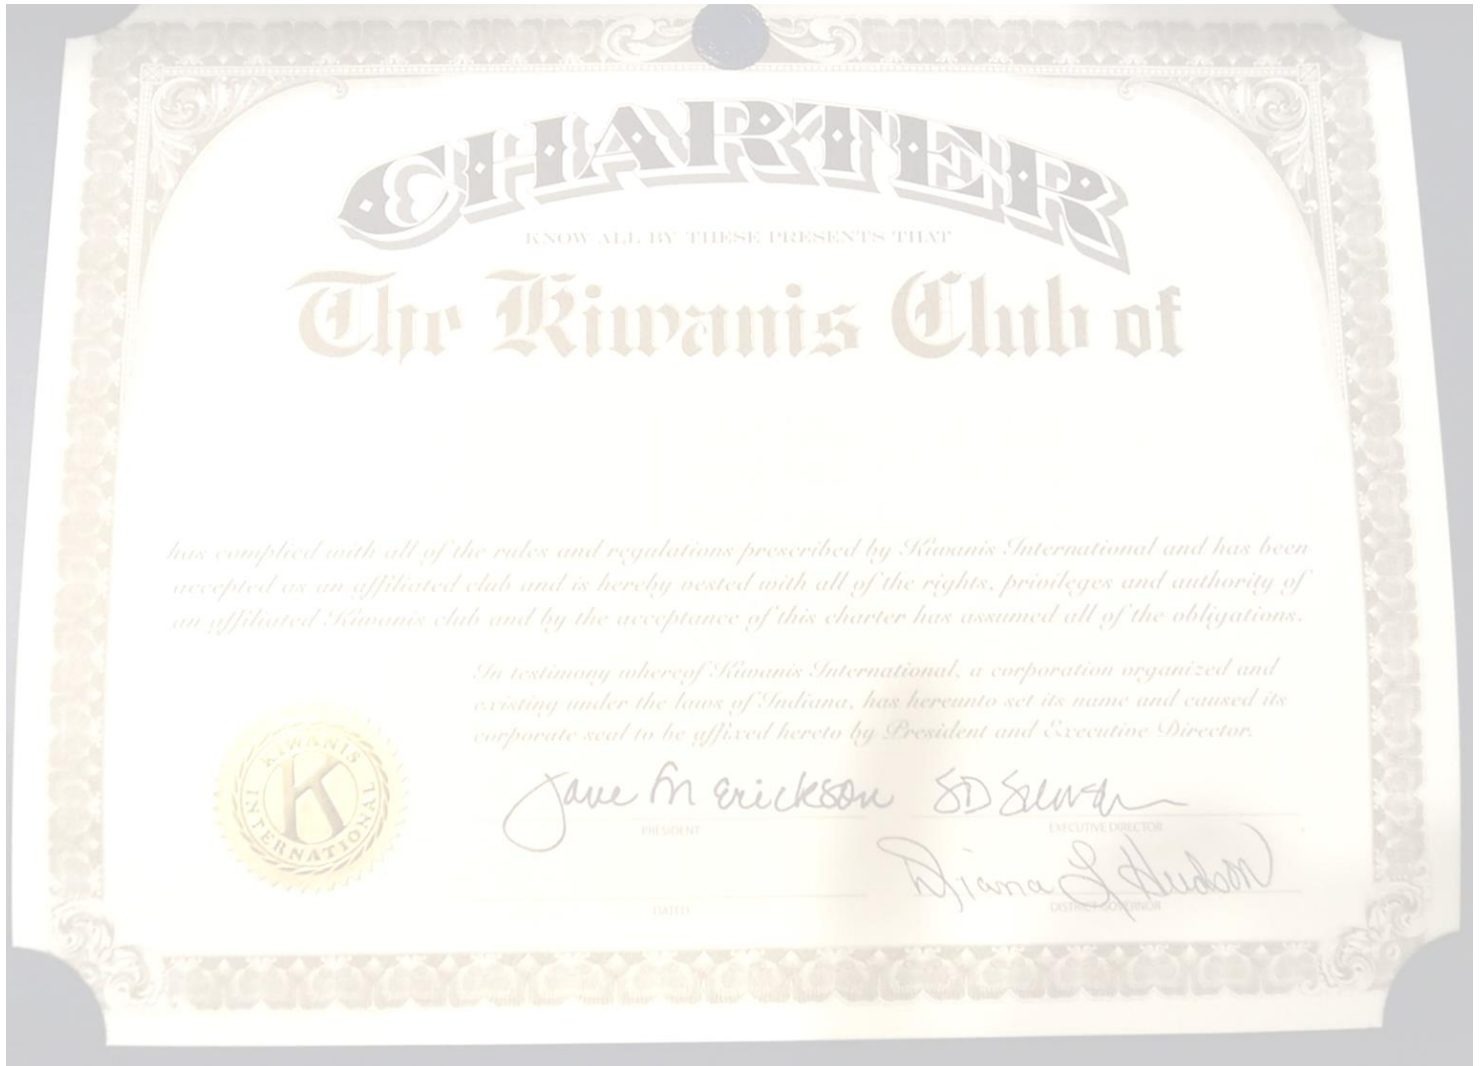 CHARTER
KNOW ALL BY THESE PRESENTS THAT
The Kiwanis Club of
has complied with all of the rules and regulations prescribed by Kiwanis International and has been
accepted as an affiliated club and is hereby vested with all of the rights, privileges and authority of
an affiliated Kiwanis club and by the acceptance of this charter has assumed all of the obligations.
In testimony whereof Kiwanis International, a corporation organized and
existing under the laws of Indiana, has hereunto set its name and caused its
corporate seal to be affixed hereto by President and Executive Director.
KIWANIS
K
INTERNATIONAL
Jane M Erickson SD
PRESIDENT EXECUTIVE DIRECTOR
Diana L Hudson
DATED DISTRICT GOVERNOR